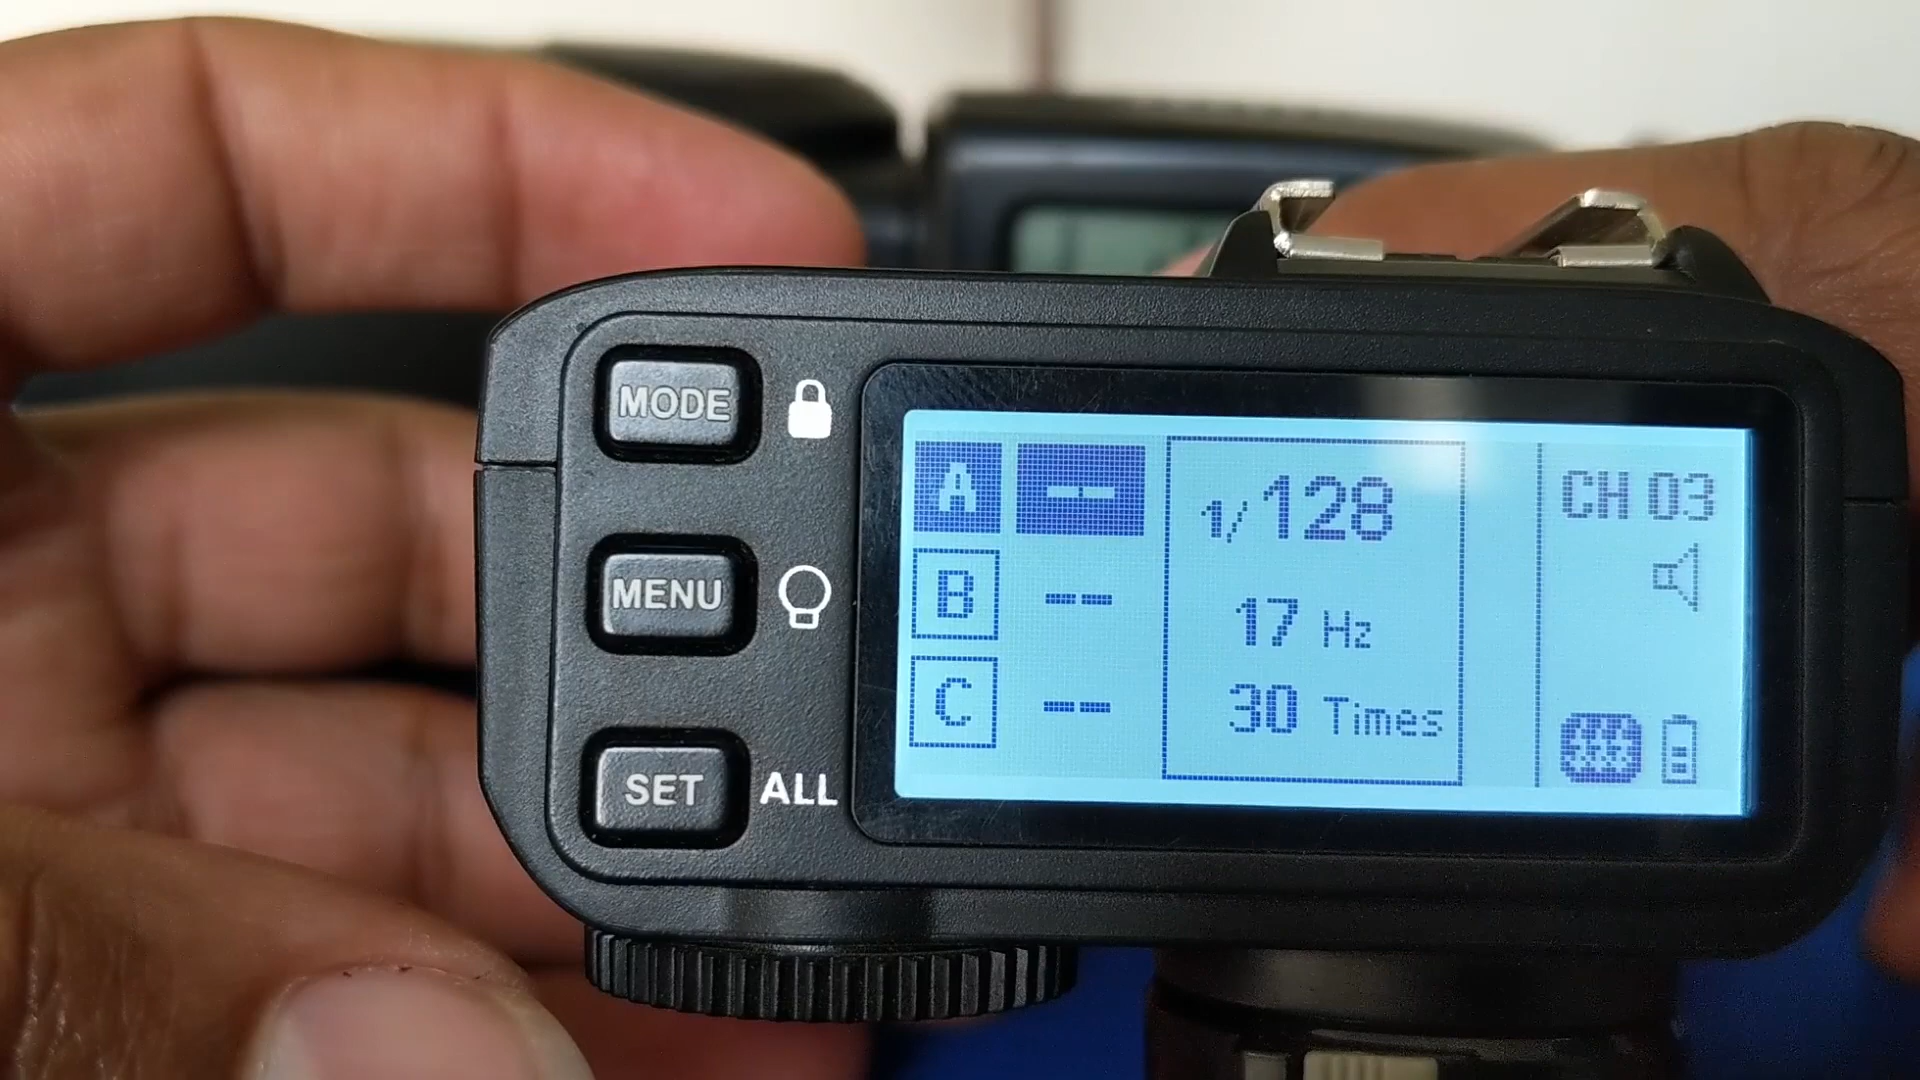 MODE
MENU
SET ALL
A -- 1/128 CH 03
B -- 17 Hz
C -- 30 Times